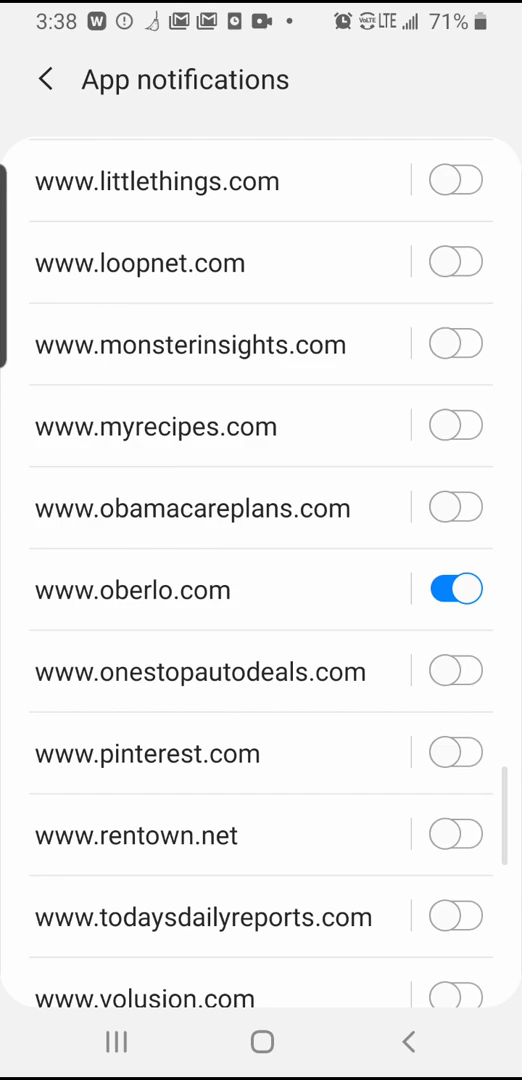 3:38 W LTE 71%
App notifications
www.littlethings.com
www.loopnet.com
www.monsterinsights.com
www.myrecipes.com
www.obamacareplans.com
www.oberlo.com
www.onestopautodeals.com
www.pinterest.com
www.rentown.net
www.todaysdailyreports.com
www.volusion.com